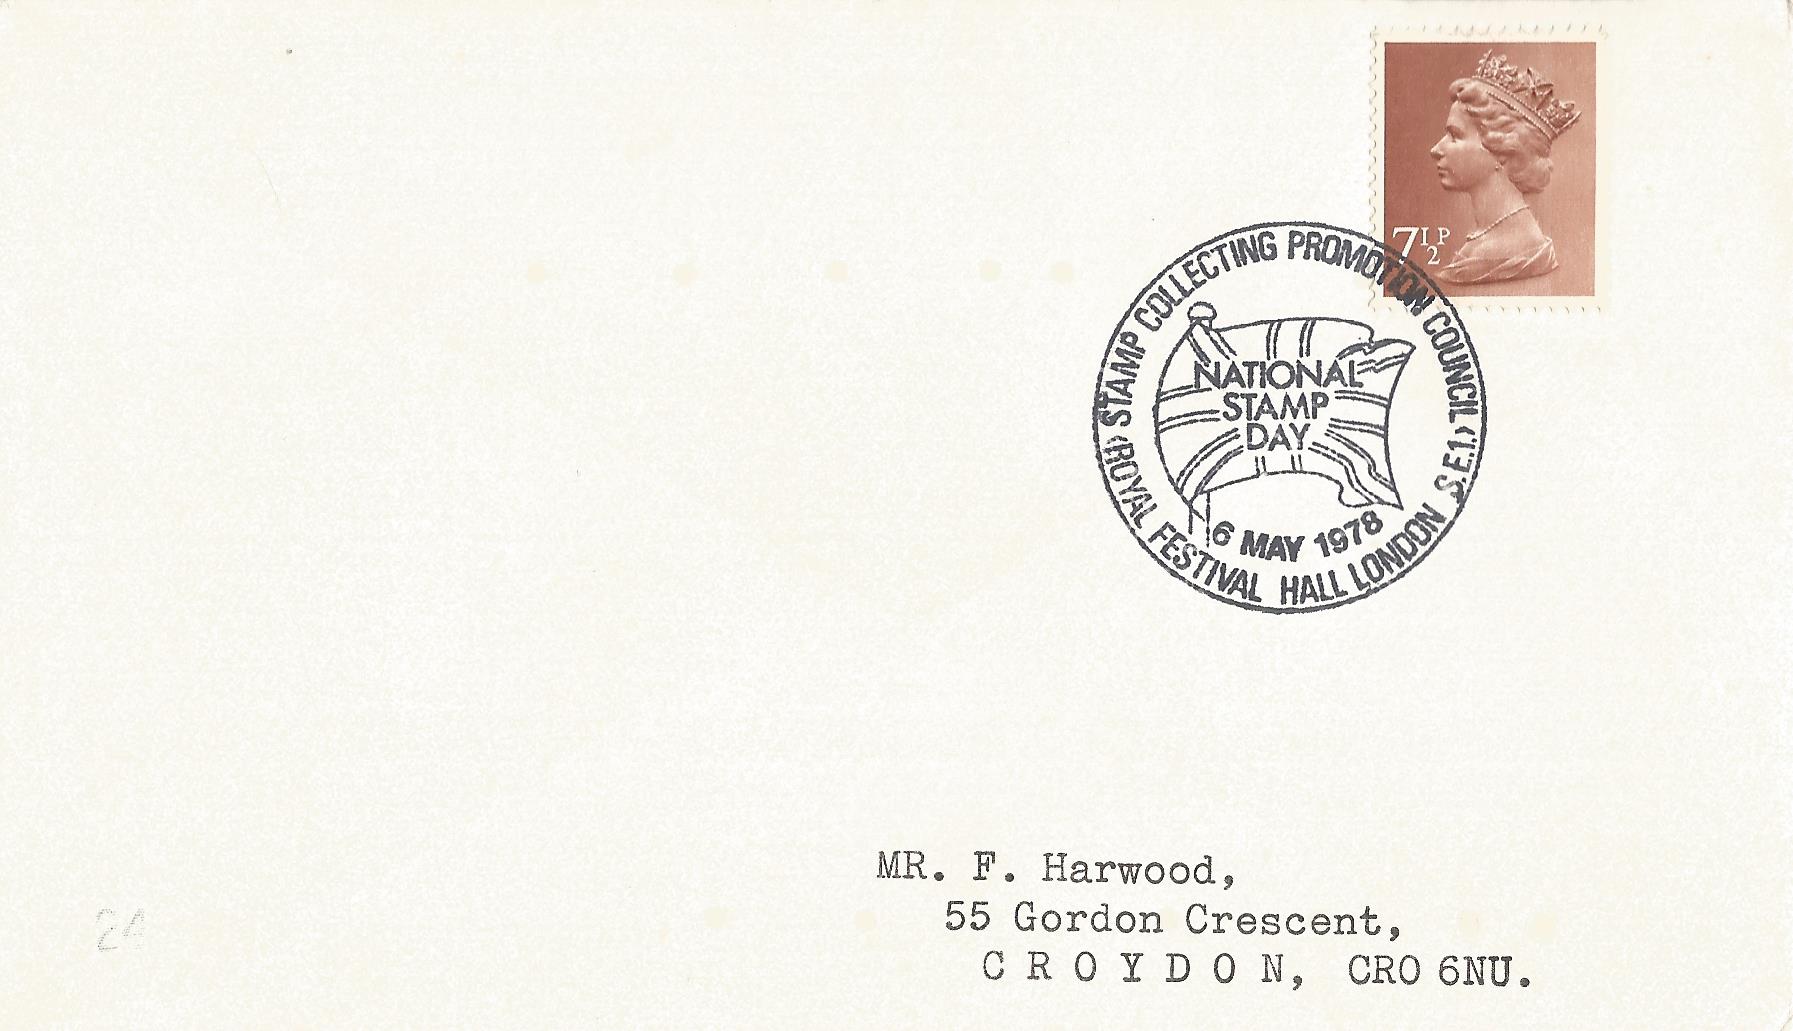 7½P
STAMP COLLECTING PROMOTION COUNCIL
NATIONAL
STAMP
DAY
6 MAY 1978
ROYAL FESTIVAL HALL LONDON S.E.1.
MR. F. Harwood,
55 Gordon Crescent,
CROYDON, CRO 6NU.